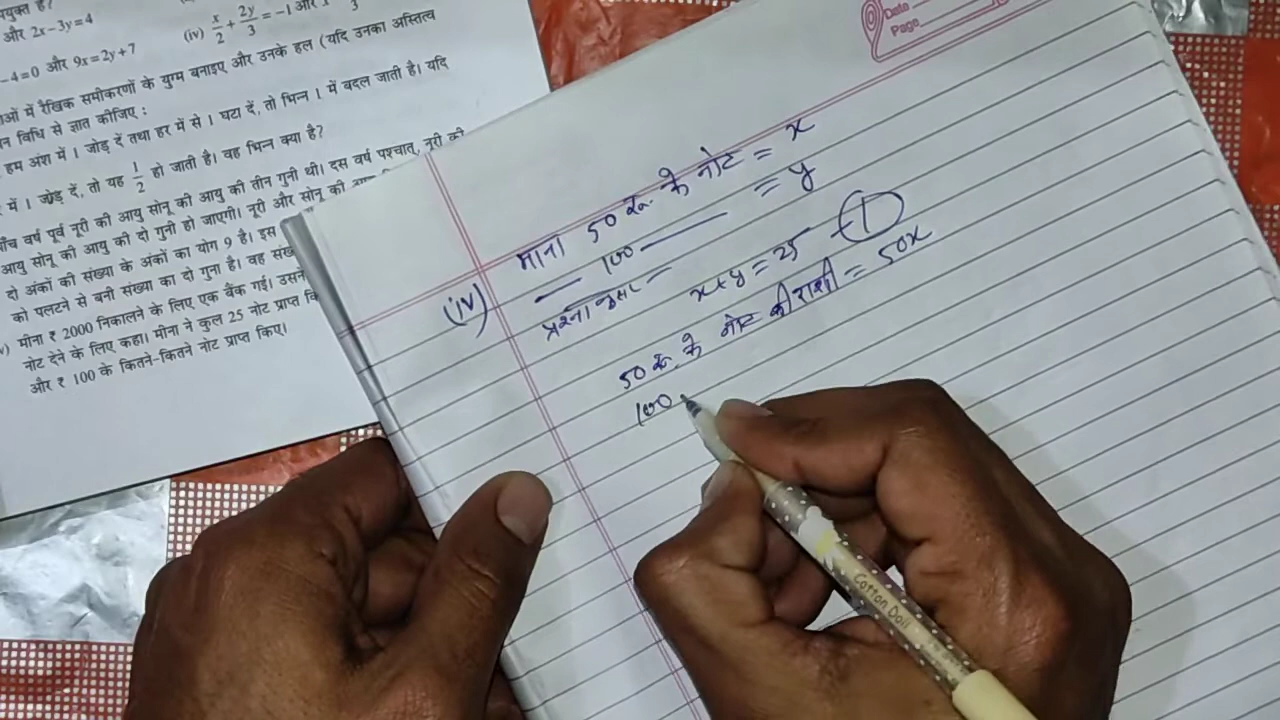 और 2x-3y=4
(iv) x/2 + 2y/3 = -1 और x
-4=0 और 9x=2y+7
ओं में रैखिक समीकरणों के युग्म बनाइए और उनके हल (यदि उनका अस्तित्व
विधि से ज्ञात कीजिए :
हम अंश में 1 जोड़ दें तथा हर में से 1 घटा दें, तो भिन्न 1 में बदल जाती है। यदि
में 1 जोड़ दें, तो यह 1/2 हो जाती है। वह भिन्न क्या है?
वर्ष पूर्व नूरी की आयु सोनू की आयु की तीन गुनी थी। दस वर्ष पश्चात्, नूरी की
आयु सोनू की आयु की दो गुनी हो जाएगी। नूरी और सोनू की
दो अंकों की संख्या के अंकों का योग 9 है। इस
को पलटने से बनी संख्या का दो गुना है। वह
मीना ₹ 2000 निकालने के लिए एक बैंक गई। उसने
नोट देने के लिए कहा। मीना ने कुल 25 नोट प्राप्त
और ₹ 100 के कितने-कितने नोट प्राप्त किए।
Date
Page
(iv) माना 50 रू. के नोट = x
— 100 —— = y
प्रश्नानुसार =
x+y=25 — 1
50 रू. के नोट की राशी = 50x
100
Cotton Doll